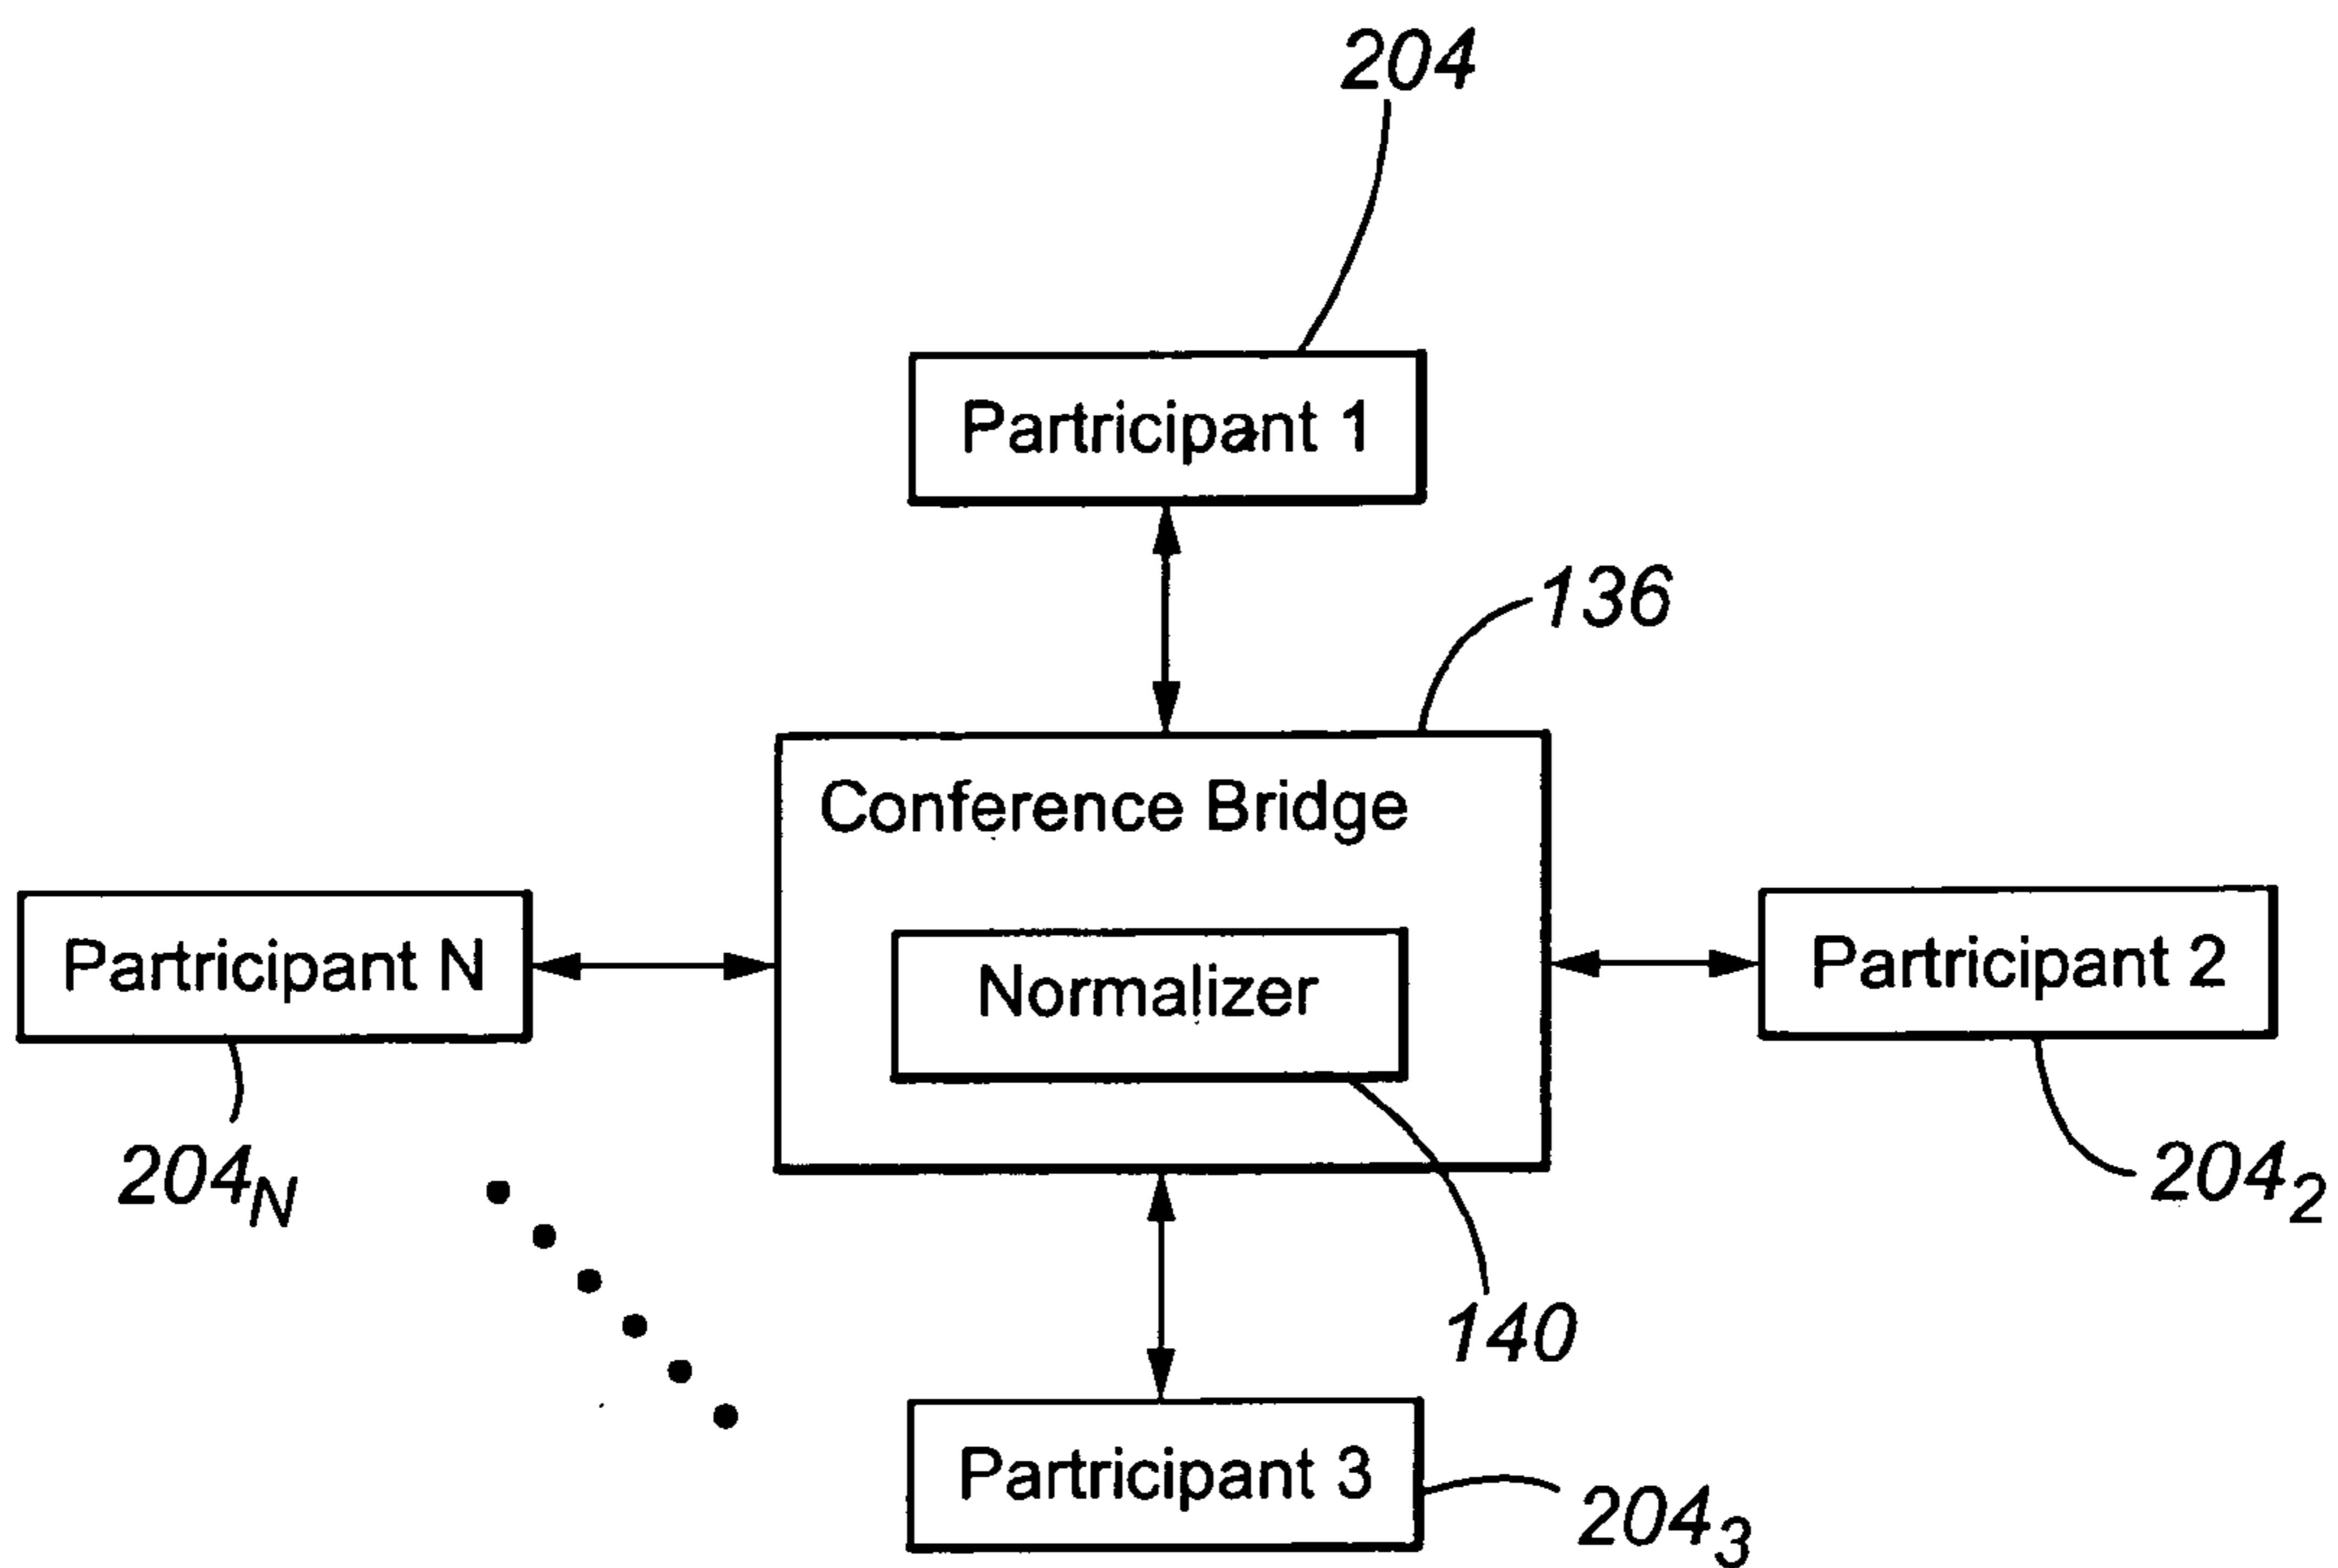 204
Partricipant 1
136
Conference Bridge
Partricipant N
Normalizer
Partricipant 2
204N
2042
140
Partricipant 3
2043